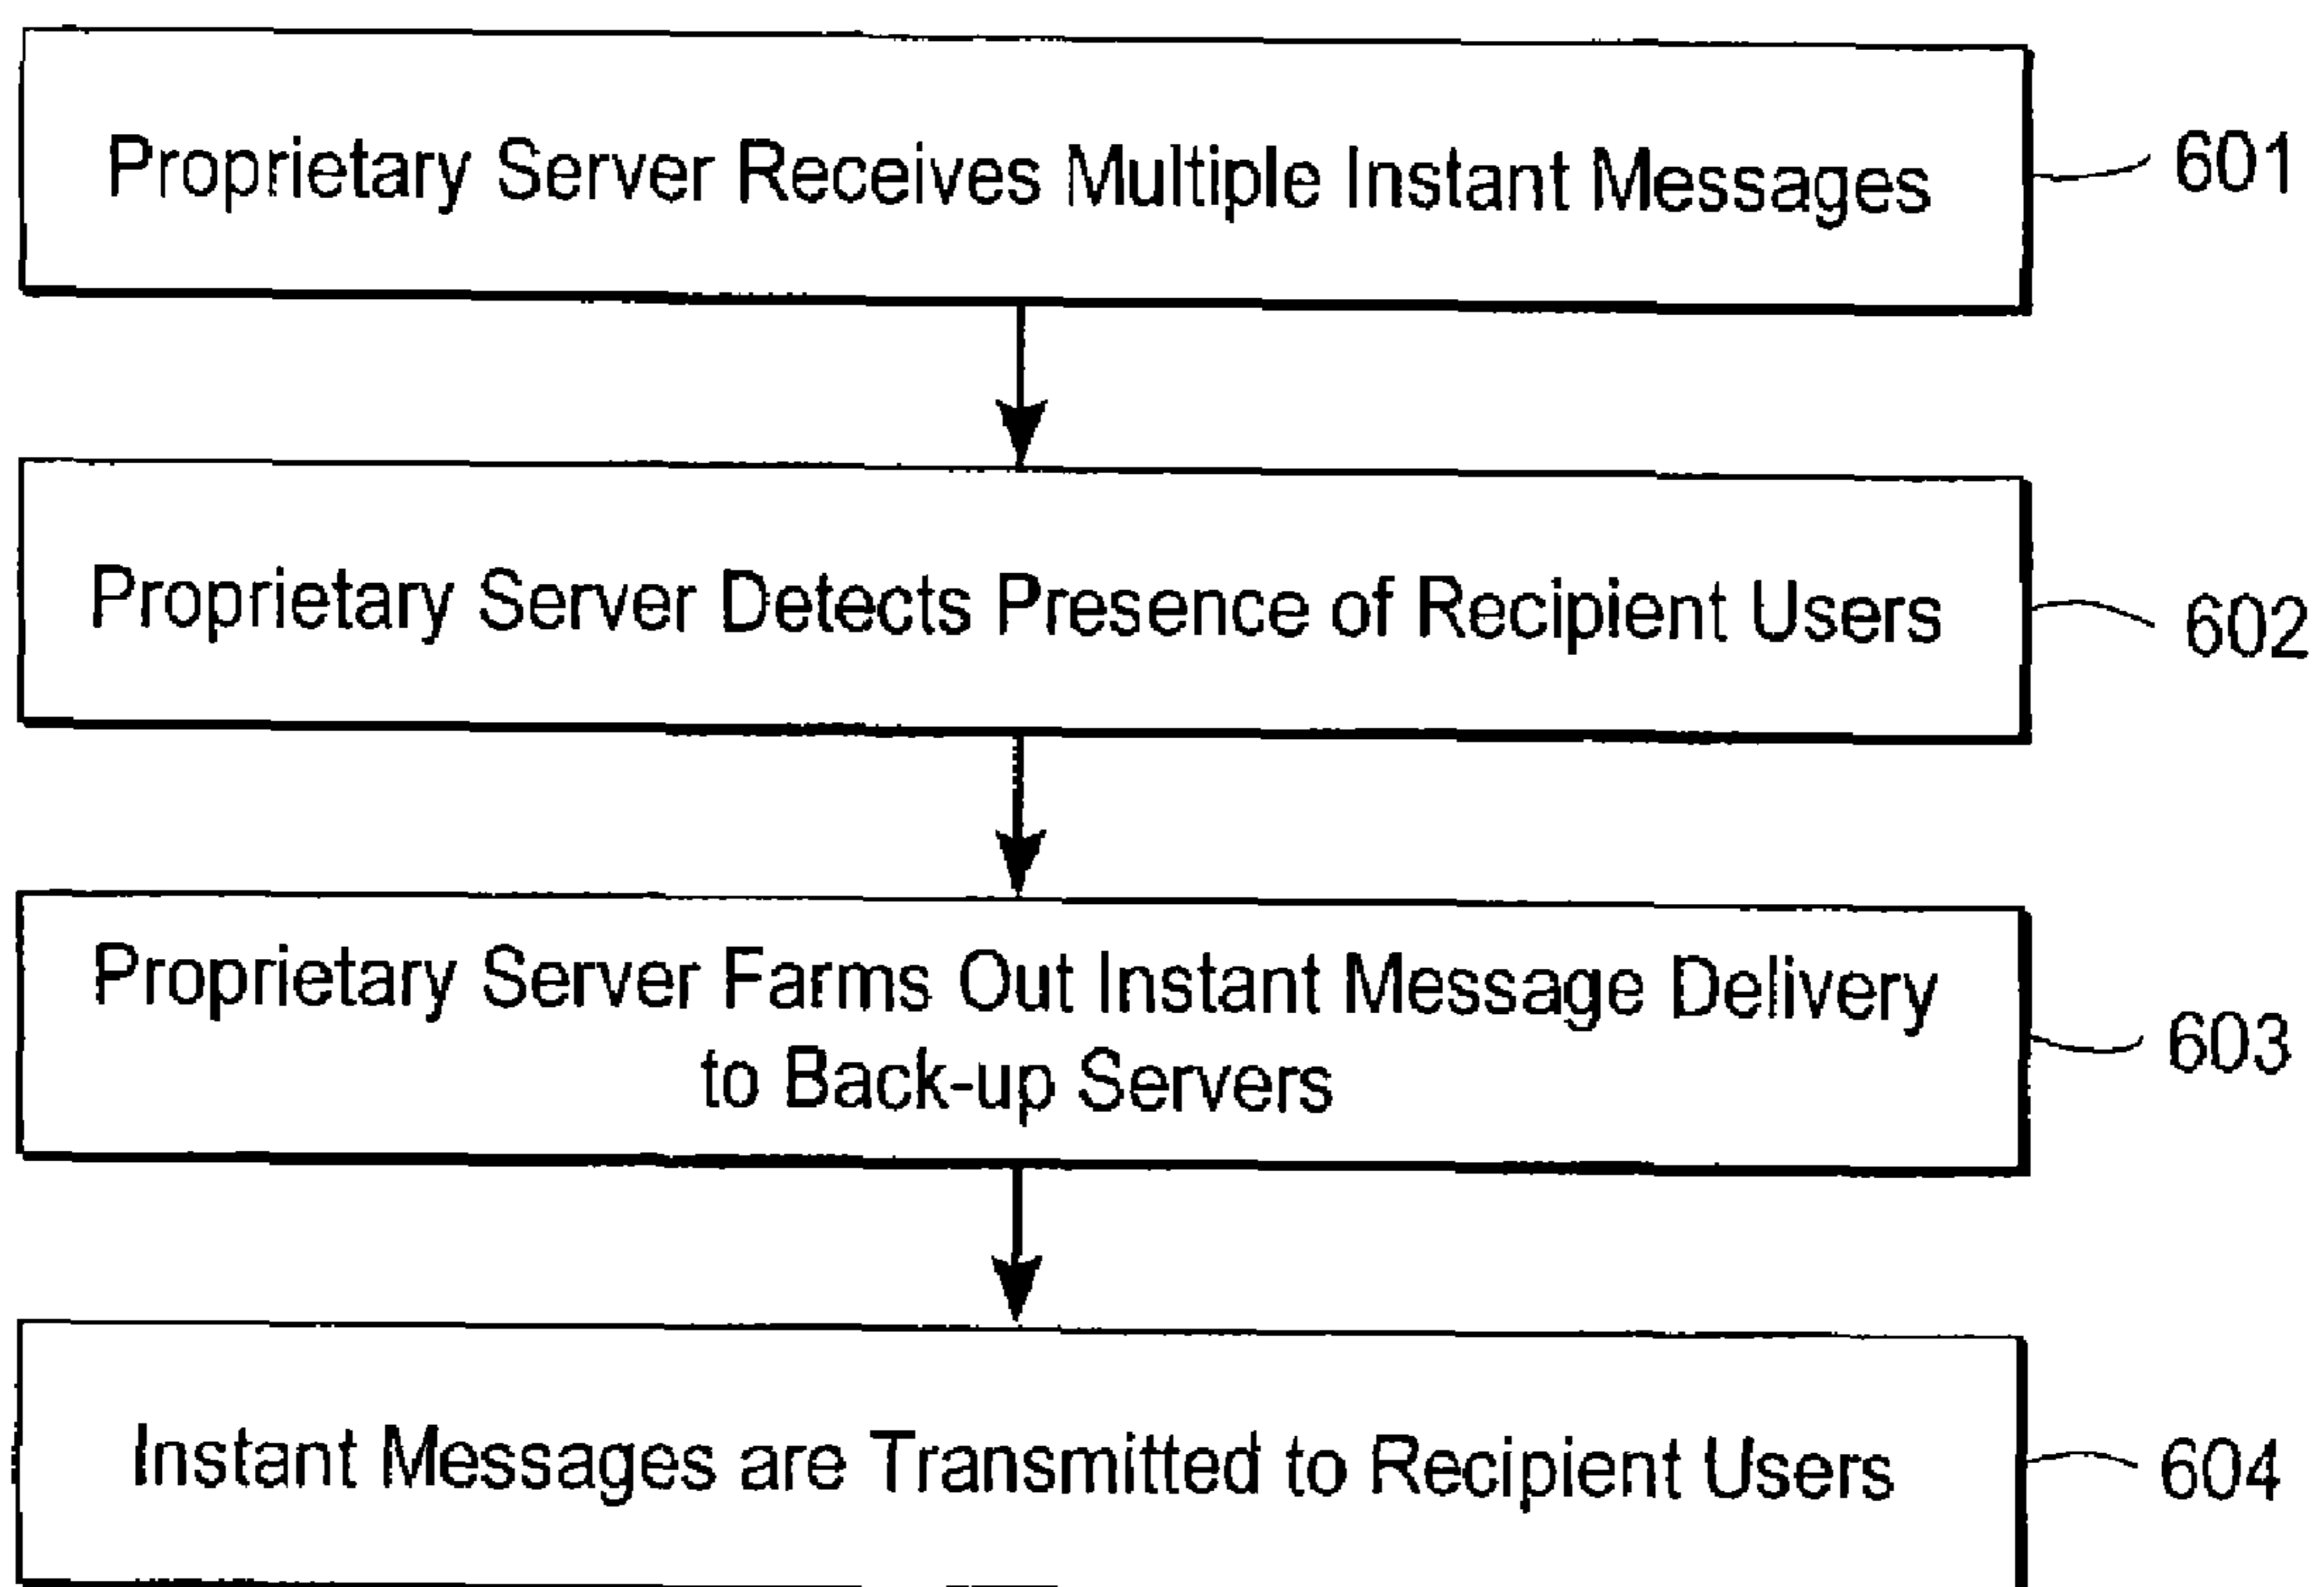 Proprietary Server Receives Multiple Instant Messages
601
Proprietary Server Detects Presence of Recipient Users
602
Proprietary Server Farms Out Instant Message Delivery
to Back-up Servers
603
Instant Messages are Transmitted to Recipient Users
604